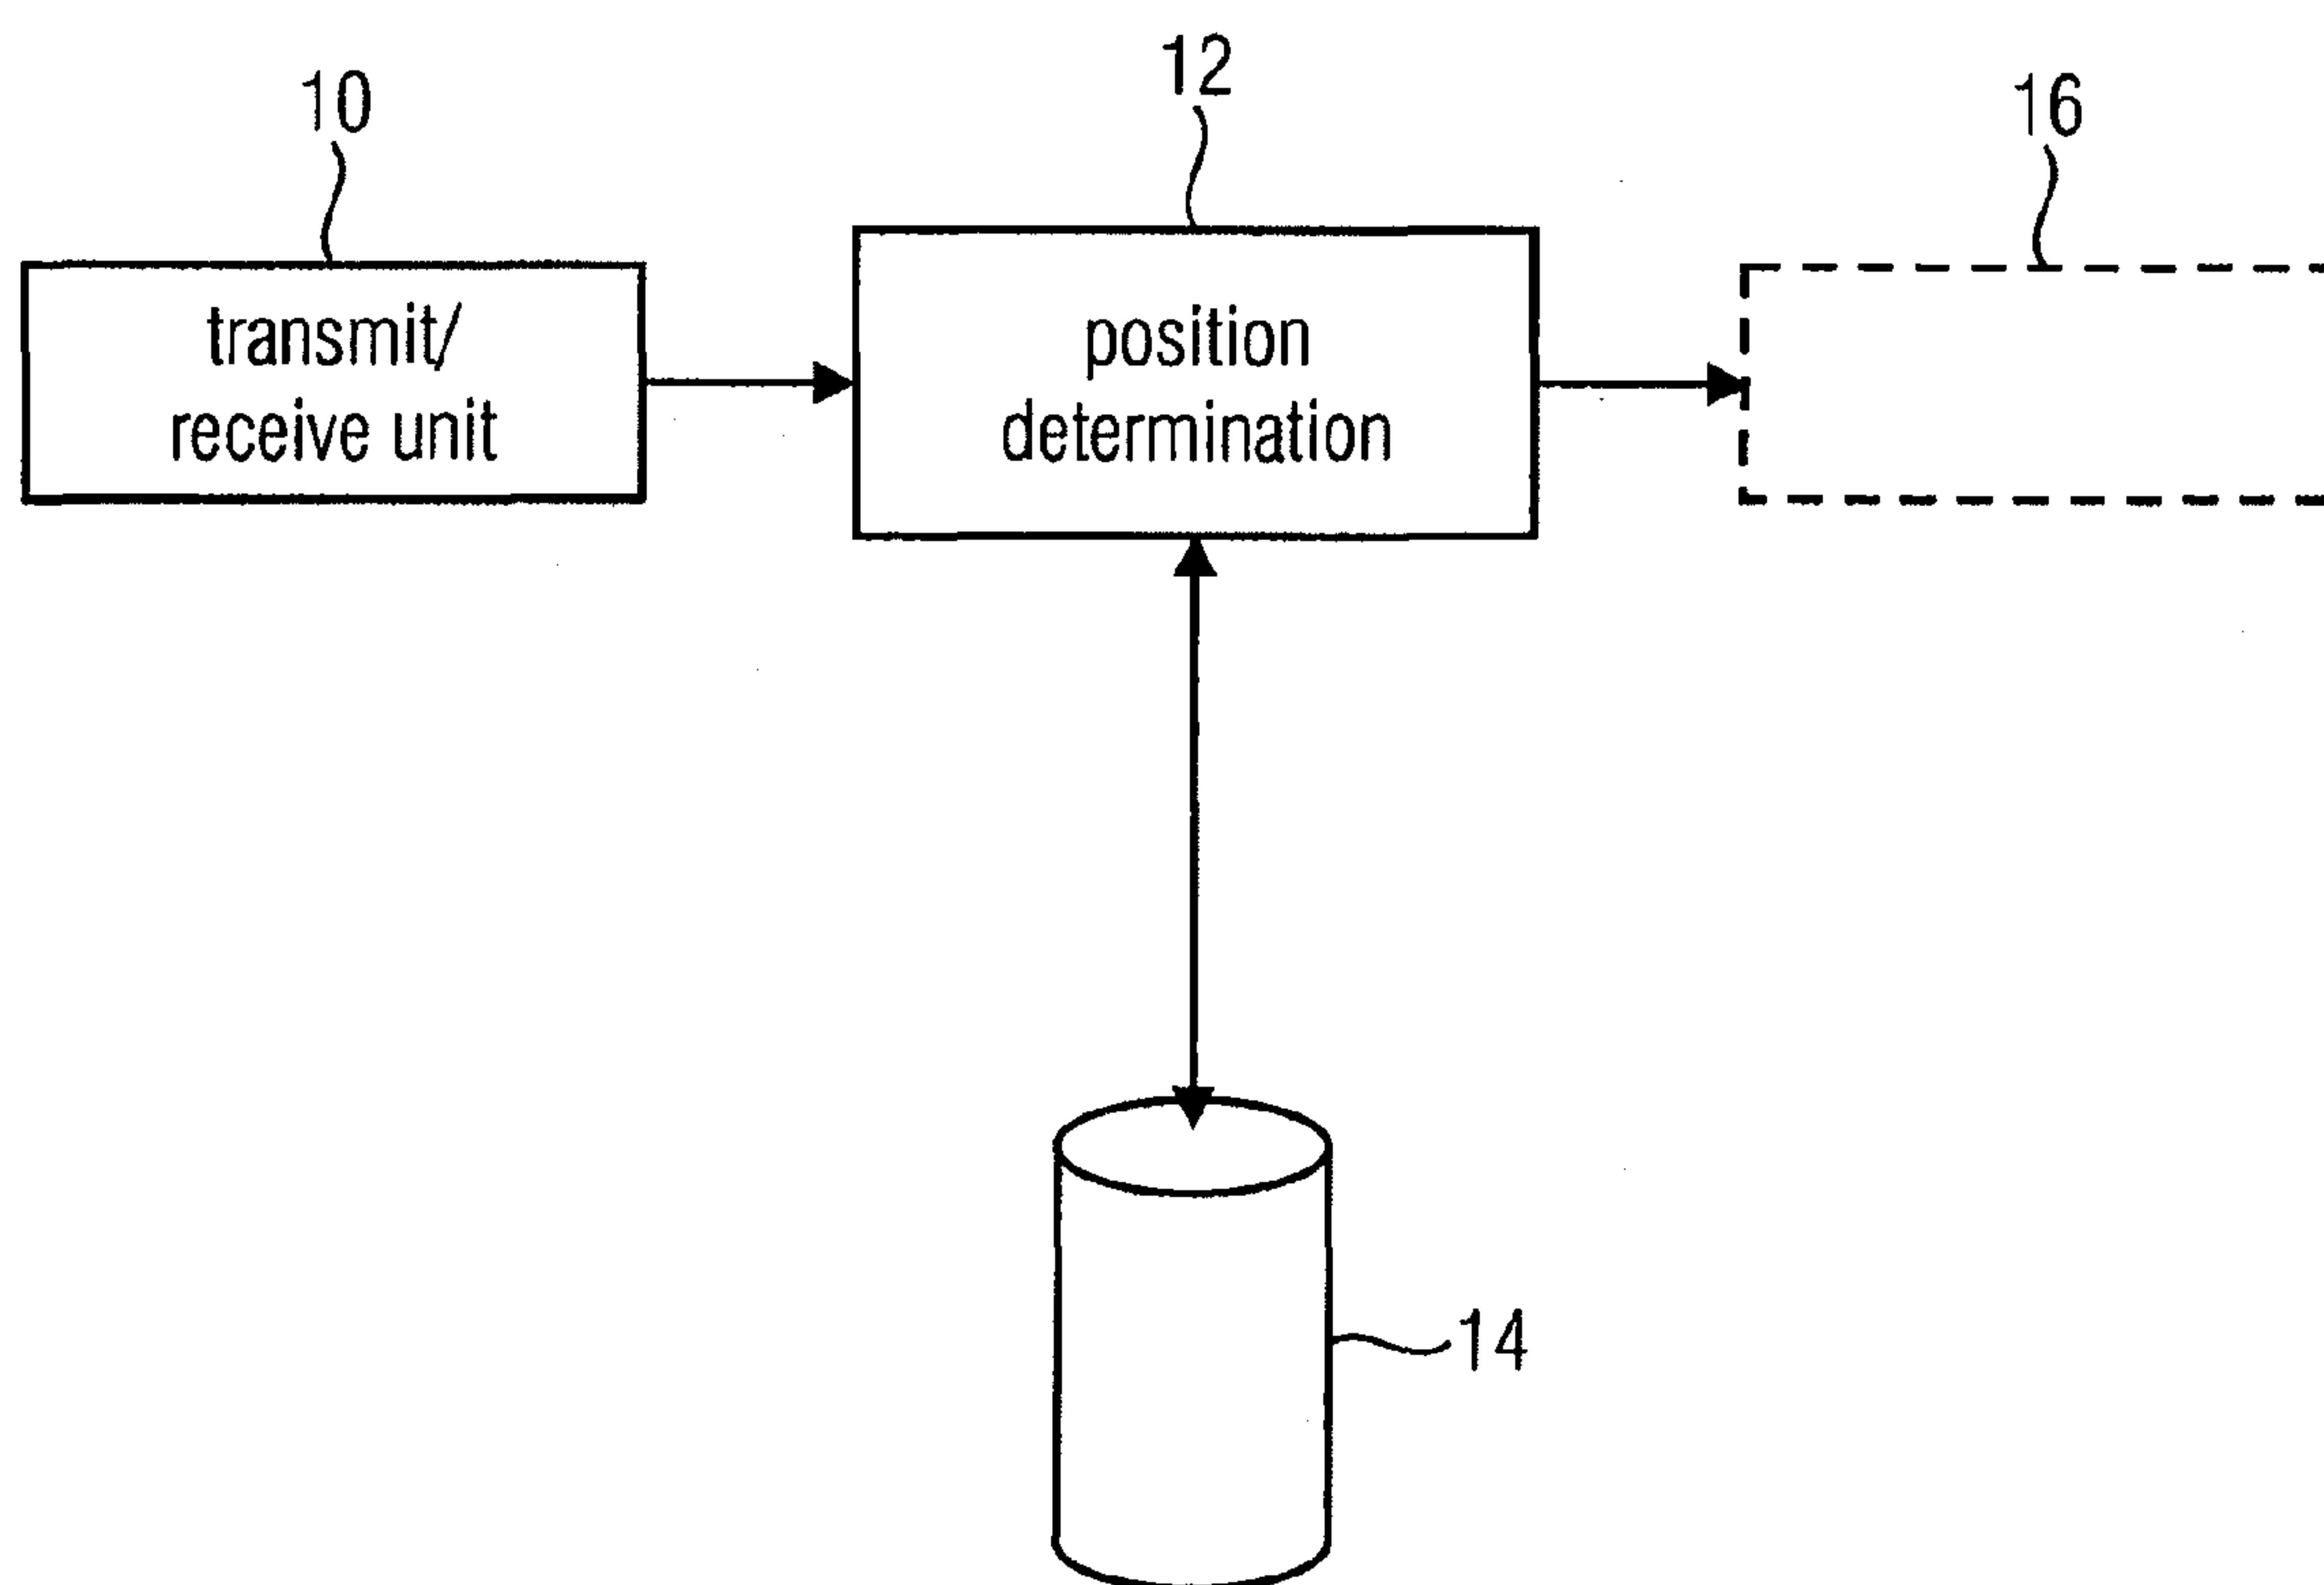 12
10
16
transmit/
receive unit
position
determination
14